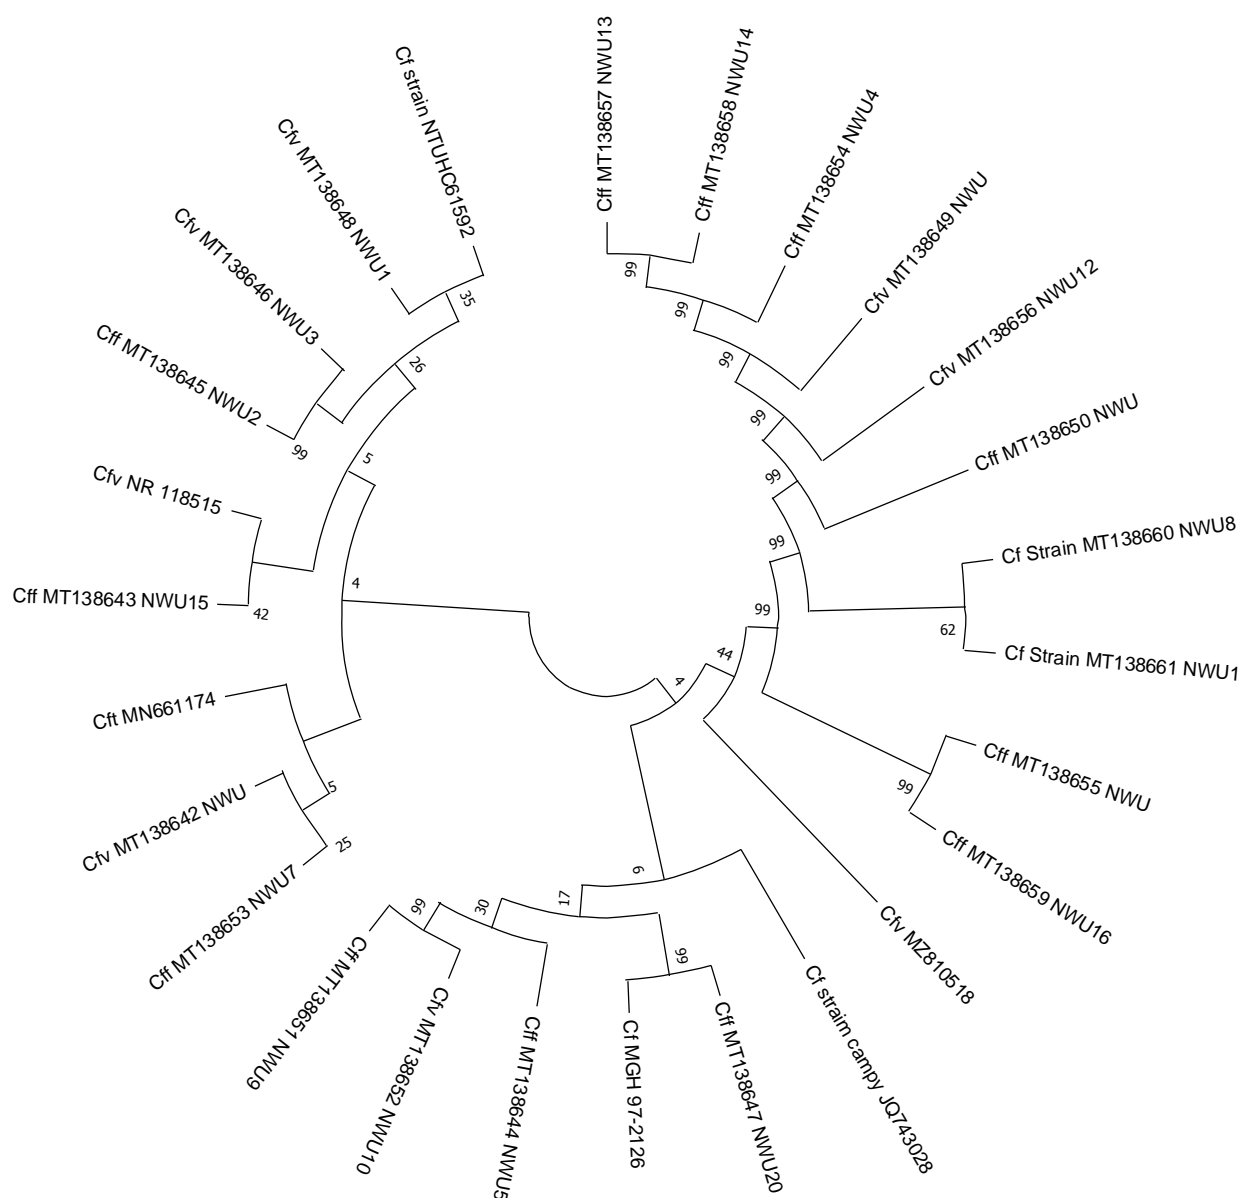 Cff MT138657 NWU13
Cff MT138658 NWU14
Cff MT138654 NWU4
Cfv MT138649 NWU
Cfv MT138656 NWU12
Cff MT138650 NWU
Cf Strain MT138660 NWU8
Cf Strain MT138661 NWU1
Cff MT138655 NWU
Cff MT138659 NWU16
Cfv MZ810518
Cf straim campy JQ743028
Cff MT138647 NWU20
Cf MGH 97-2126
Cff MT138644 NWU5
Cfv MT138652 NWU10
Cff MT138651 NWU9
Cff MT138653 NWU7
Cfv MT138642 NWU
Cft MN661174
Cff MT138643 NWU15
Cfv NR 118515
Cff MT138645 NWU2
Cfv MT138646 NWU3
Cfv MT138648 NWU1
Cf strain NTUHC61592
99
99
99
99
99
99
62
99
99
44
4
6
99
17
30
99
25
5
4
42
5
99
26
35